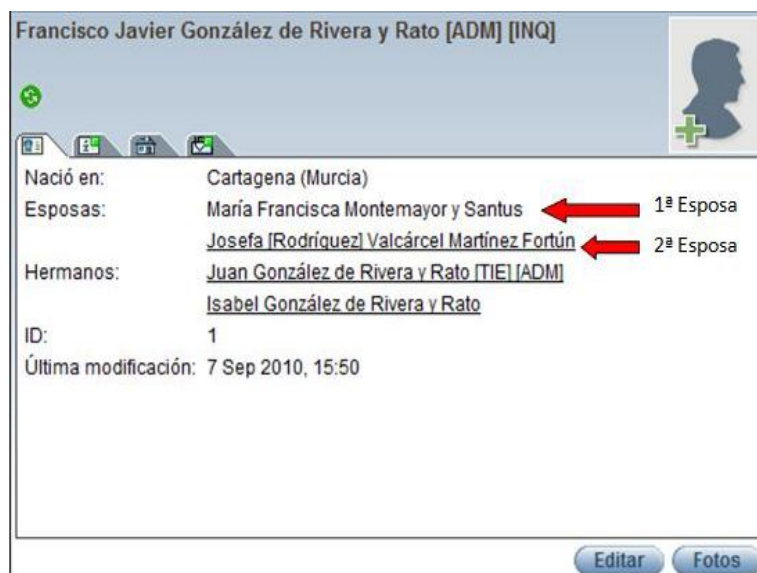 Francisco Javier González de Rivera y Rato [ADM] [INQ]
Nació en: Cartagena (Murcia)
Esposas: María Francisca Montemayor y Santus 1ª Esposa
Josefa [Rodríguez] Valcárcel Martínez Fortún 2ª Esposa
Hermanos: Juan González de Rivera y Rato [TIE] [ADM]
Isabel González de Rivera y Rato
ID: 1
Última modificación: 7 Sep 2010, 15:50
Editar Fotos